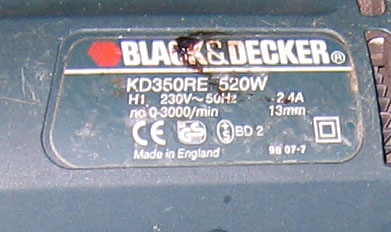 BLACK&DECKER®
KD350RE 520W
H1 230V~50Hz 2.4A
no 0-3000/min 13mm
CE BD 2
Made in England 98 07-7